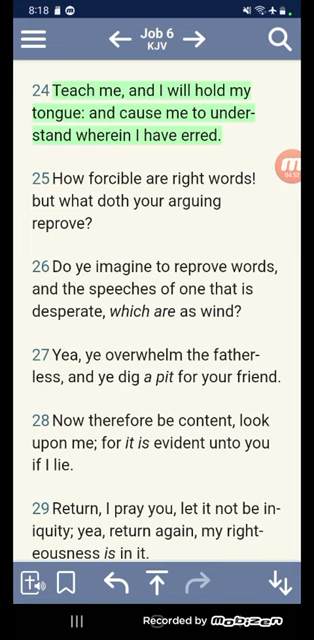 8:18
Job 6
KJV
24 Teach me, and I will hold my
tongue: and cause me to under-
stand wherein I have erred.
25 How forcible are right words!
but what doth your arguing
reprove?
26 Do ye imagine to reprove words,
and the speeches of one that is
desperate, which are as wind?
27 Yea, ye overwhelm the father-
less, and ye dig a pit for your friend.
28 Now therefore be content, look
upon me; for it is evident unto you
if I lie.
29 Return, I pray you, let it not be in-
iquity; yea, return again, my right-
eousness is in it.
Recorded by mobizen